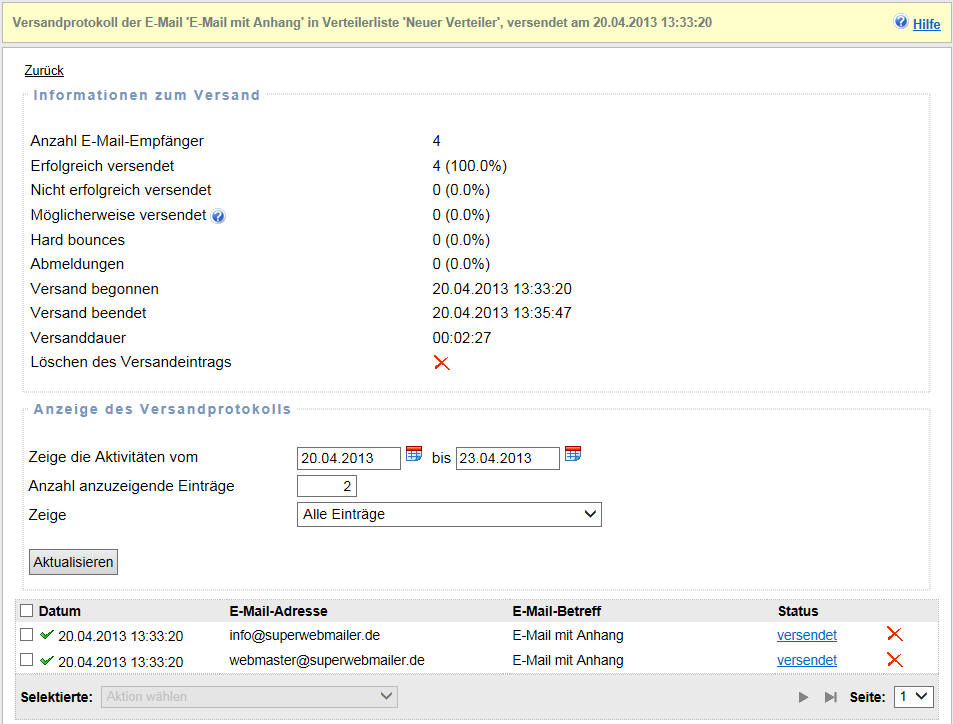 Versandprotokoll der E-Mail 'E-Mail mit Anhang' in Verteilerliste 'Neuer Verteiler', versendet am 20.04.2013 13:33:20 Hilfe
Zurück
Informationen zum Versand
Anzahl E-Mail-Empfänger 4
Erfolgreich versendet 4 (100.0%)
Nicht erfolgreich versendet 0 (0.0%)
Möglicherweise versendet ? 0 (0.0%)
Hard bounces 0 (0.0%)
Abmeldungen 0 (0.0%)
Versand begonnen 20.04.2013 13:33:20
Versand beendet 20.04.2013 13:35:47
Versanddauer 00:02:27
Löschen des Versandeintrags
Anzeige des Versandprotokolls
Zeige die Aktivitäten vom 20.04.2013 bis 23.04.2013
Anzahl anzuzeigende Einträge 2
Zeige Alle Einträge
Aktualisieren
Datum E-Mail-Adresse E-Mail-Betreff Status
20.04.2013 13:33:20 info@superwebmailer.de E-Mail mit Anhang versendet
20.04.2013 13:33:20 webmaster@superwebmailer.de E-Mail mit Anhang versendet
Selektierte: Aktion wählen Seite: 1